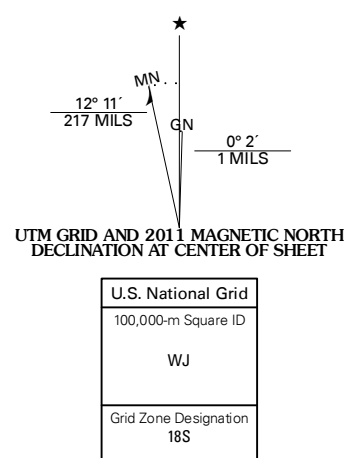 ★
MN
12° 11´
217 MILS
GN
0° 2´
1 MILS
UTM GRID AND 2011 MAGNETIC NORTH
DECLINATION AT CENTER OF SHEET
U.S. National Grid
100,000-m Square ID
WJ
Grid Zone Designation
18S